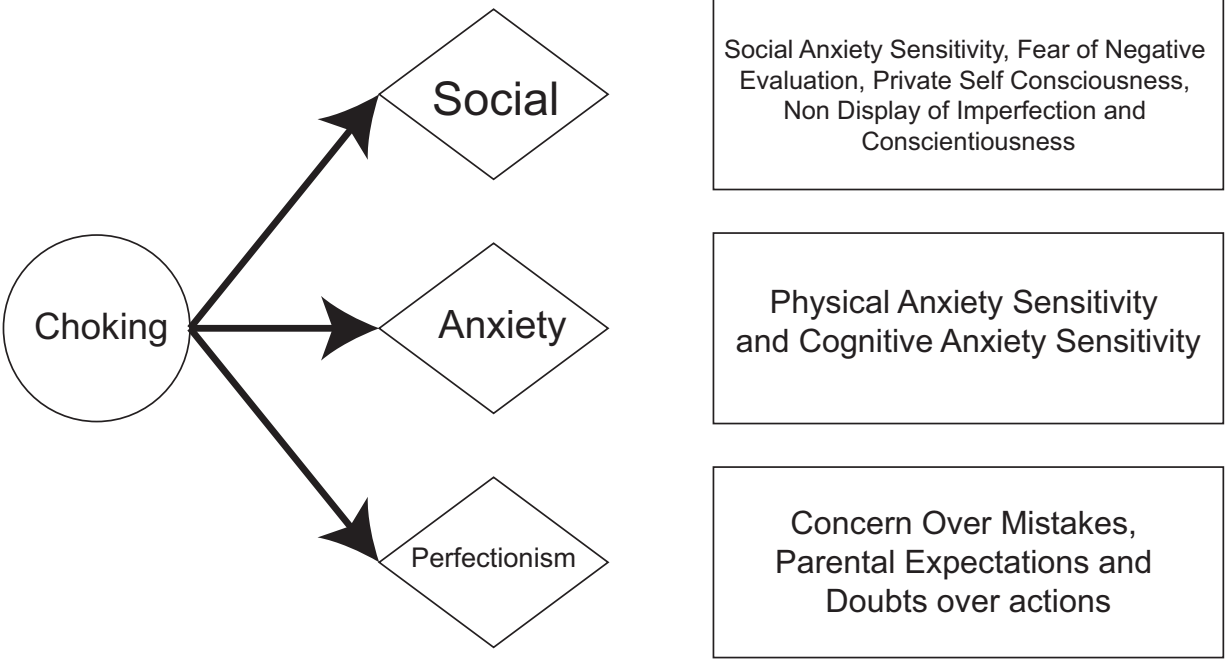 Social
Social Anxiety Sensitivity, Fear of Negative
Evaluation, Private Self Consciousness,
Non Display of Imperfection and
Conscientiousness
Choking
Anxiety
Physical Anxiety Sensitivity
and Cognitive Anxiety Sensitivity
Perfectionism
Concern Over Mistakes,
Parental Expectations and
Doubts over actions